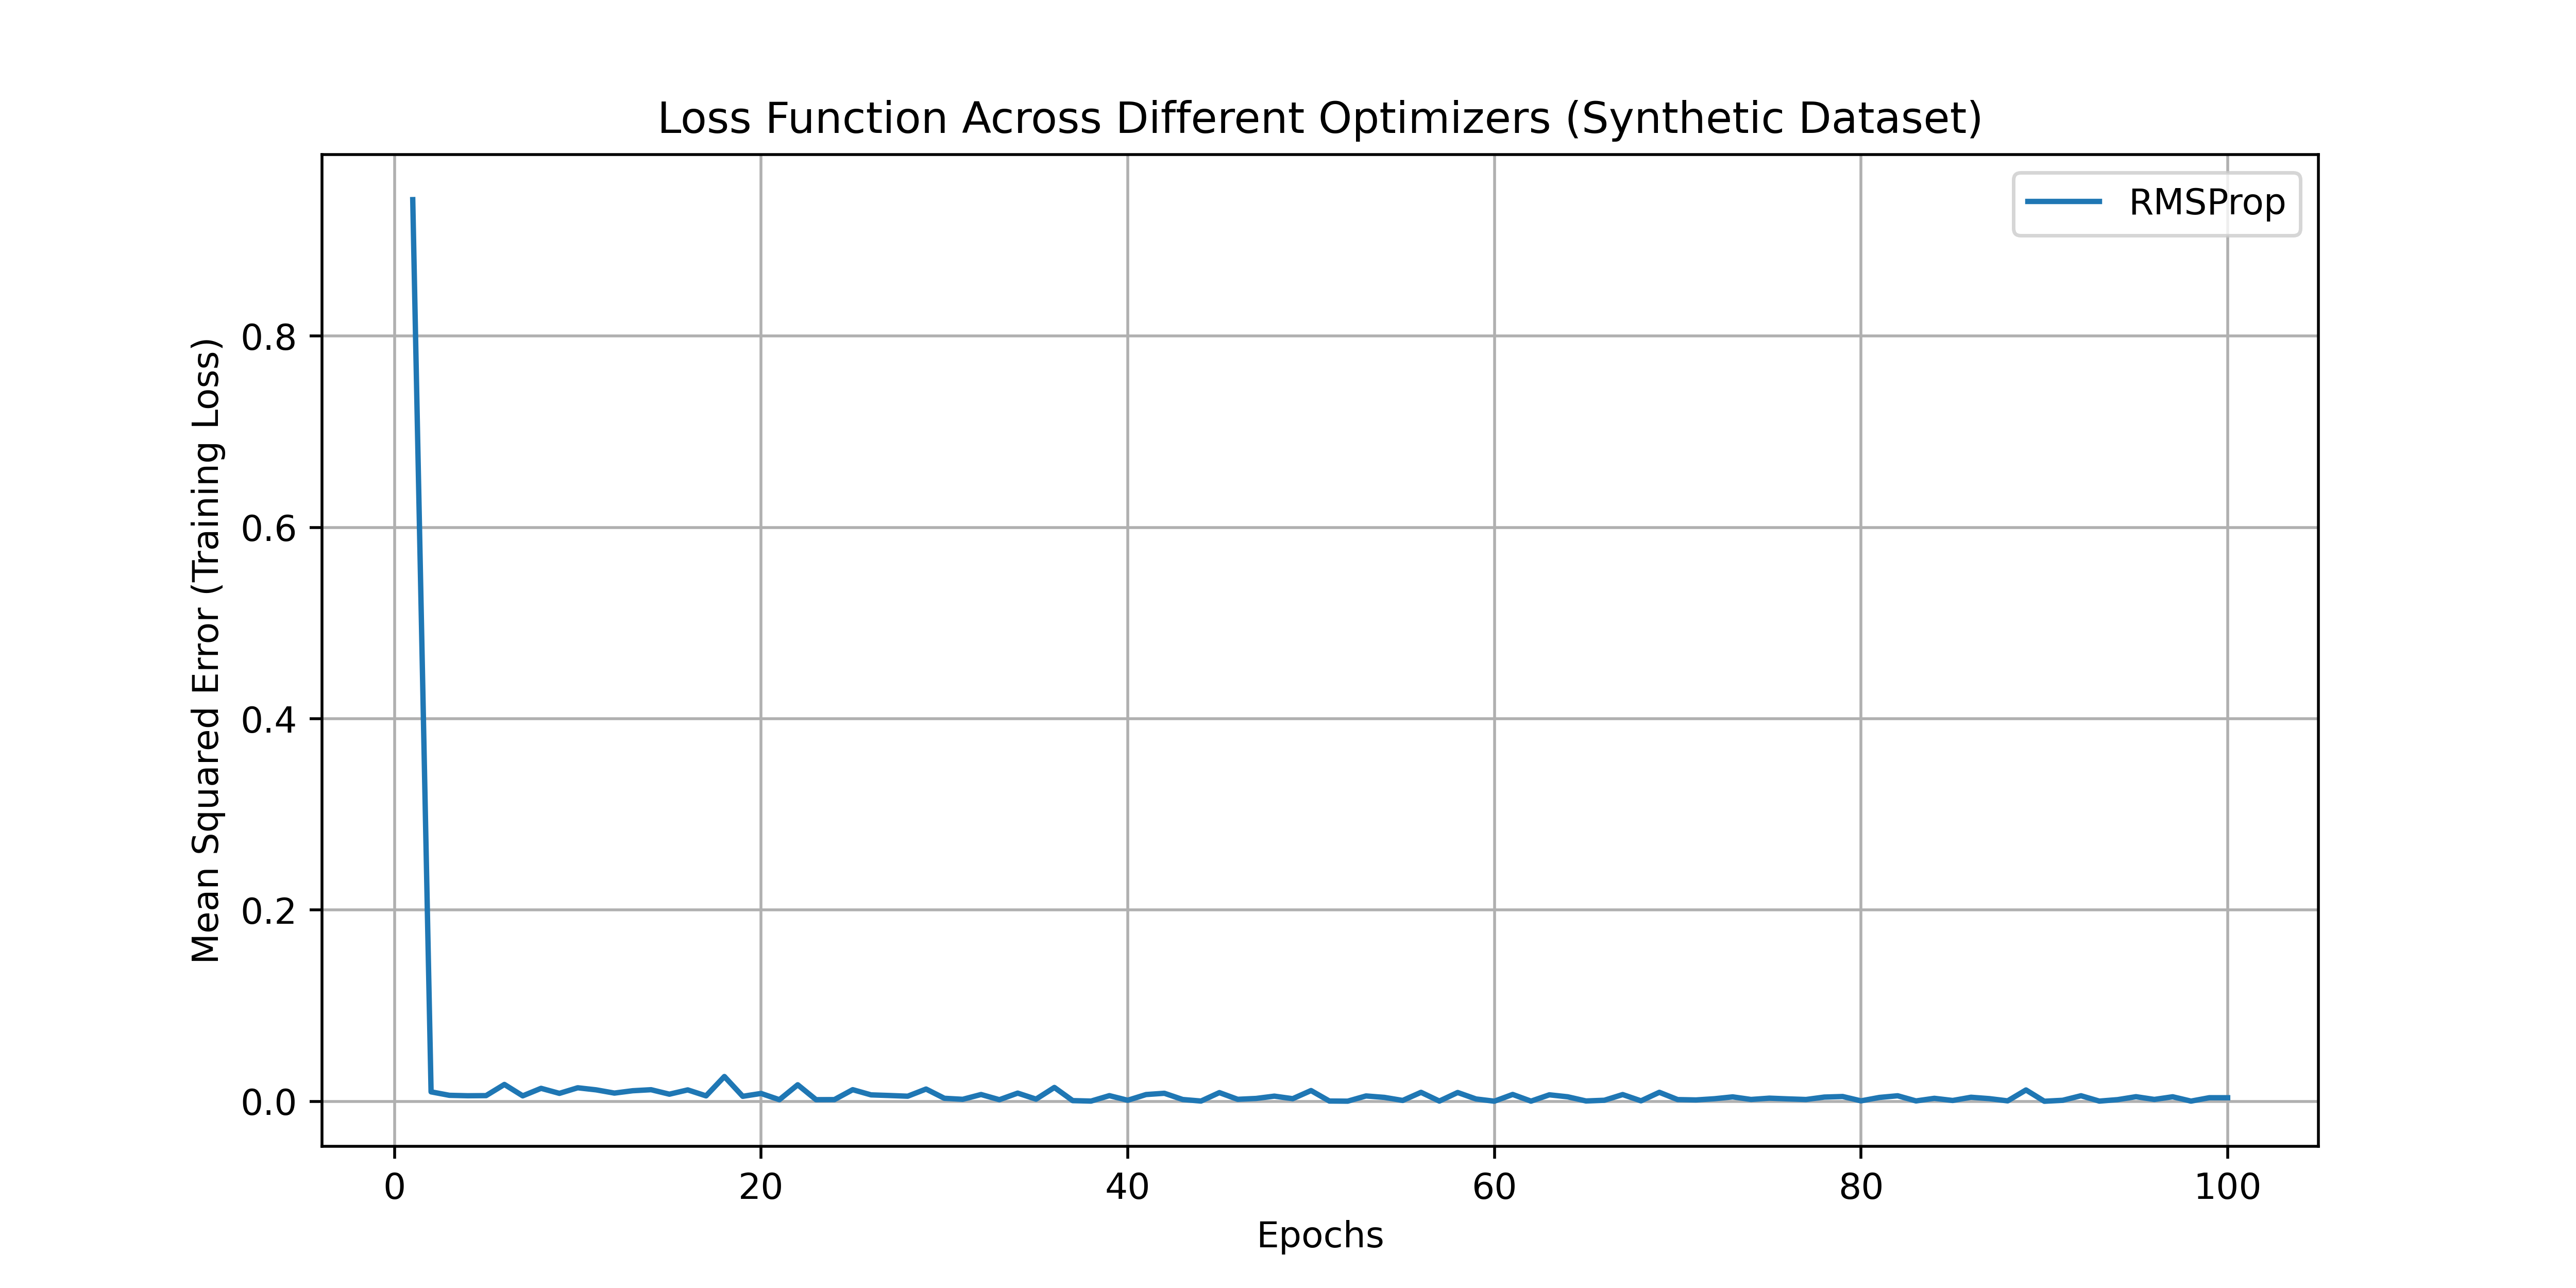 Loss Function Across Different Optimizers (Synthetic Dataset)
RMSProp
Mean Squared Error (Training Loss)
0.8
0.6
0.4
0.2
0.0
0 20 40 60 80 100
Epochs